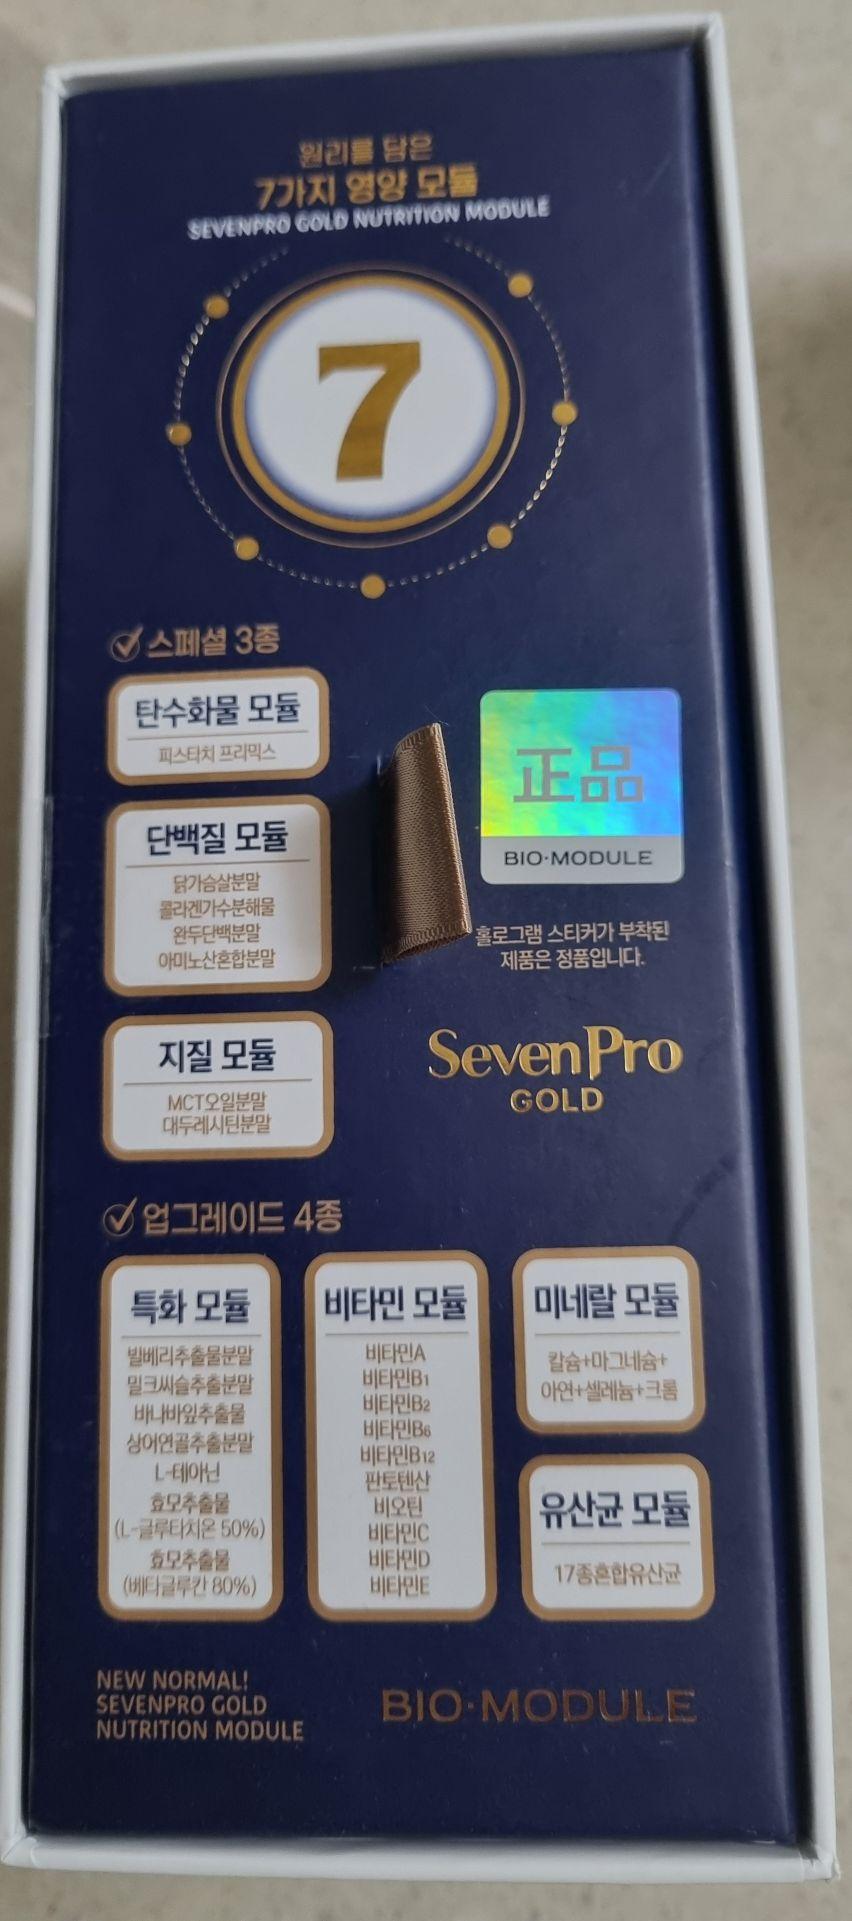 원리를 담은
7가지 영양 모듈
SEVENPRO GOLD NUTRITION MODULE
7
스페셜 3종
탄수화물 모듈
피스타치 프리믹스
단백질 모듈
닭가슴살분말
콜라겐가수분해물
완두단백분말
아미노산혼합분말
지질 모듈
MCT오일분말
대두레시틴분말
正品
BIO·MODULE
홀로그램 스티커가 부착된
제품은 정품입니다.
SevenPro
GOLD
업그레이드 4종
특화 모듈
빌베리추출물분말
밀크씨슬추출분말
바나바잎추출물
상어연골추출분말
L-테아닌
효모추출물
(L-글루타치온 50%)
효모추출물
(베타글루칸 80%)
비타민 모듈
비타민A
비타민B1
비타민B2
비타민B6
비타민B12
판토텐산
비오틴
비타민C
비타민D
비타민E
미네랄 모듈
칼슘+마그네슘+
아연+셀레늄+크롬
유산균 모듈
17종혼합유산균
NEW NORMAL!
SEVENPRO GOLD
NUTRITION MODULE
BIO·MODULE